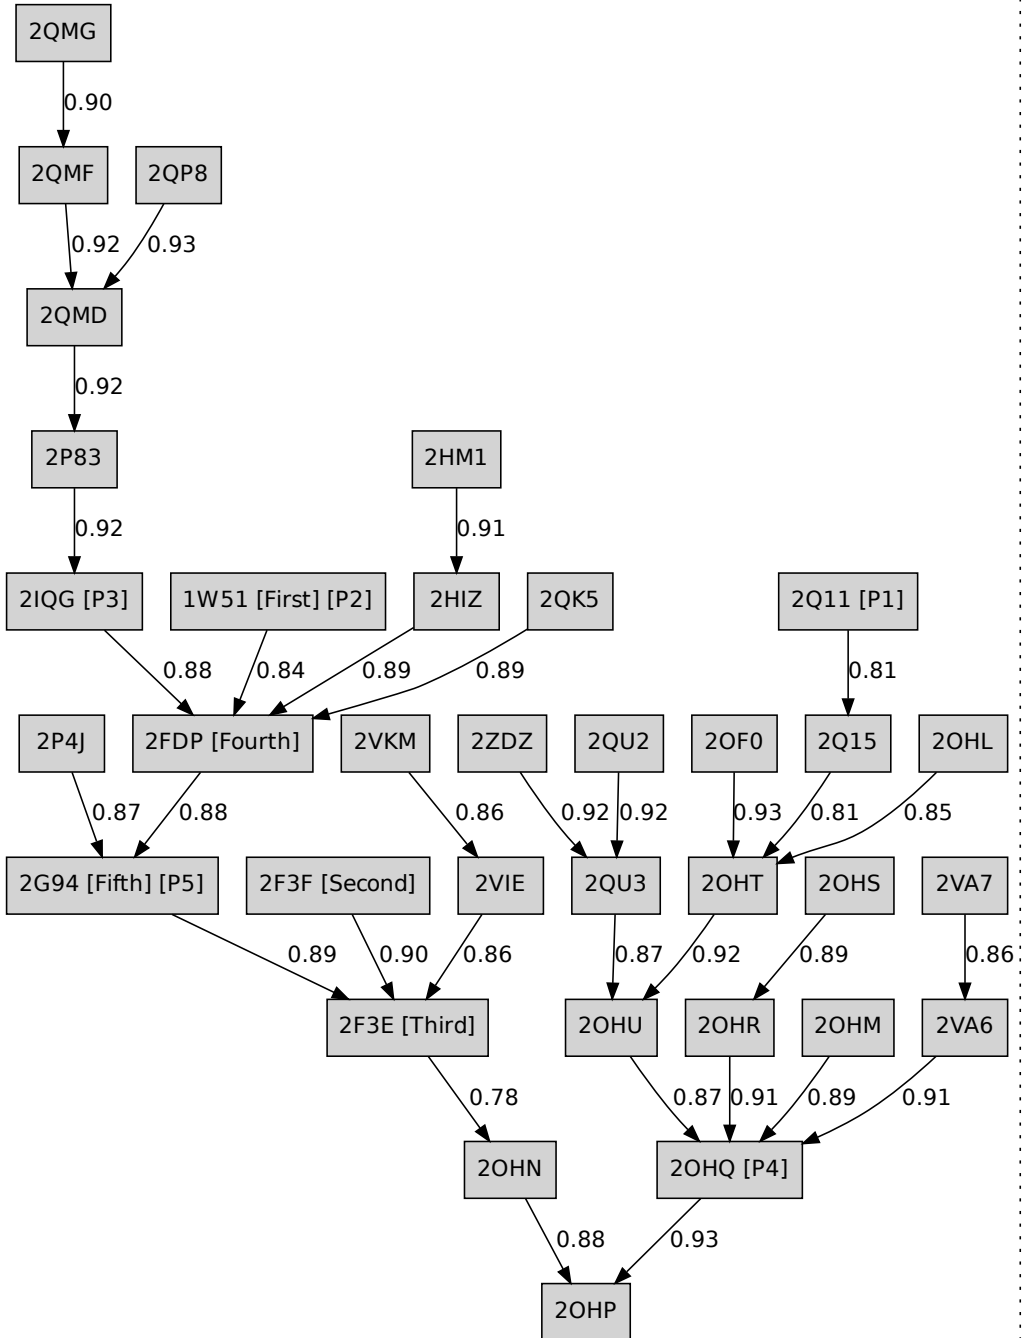 2QMG
0.90
2QMF 2QP8
0.92 0.93
2QMD
0.92
2P83 2HM1
0.92 0.91
2IQG [P3] 1W51 [First] [P2] 2HIZ 2QK5 2Q11 [P1]
0.88 0.84 0.89 0.89 0.81
2P4J 2FDP [Fourth] 2VKM 2ZDZ 2QU2 2OF0 2Q15 2OHL
0.87 0.88 0.86 0.92 0.92 0.93 0.81 0.85
2G94 [Fifth] [P5] 2F3F [Second] 2VIE 2QU3 2OHT 2OHS 2VA7
0.89 0.90 0.86 0.87 0.92 0.89 0.86
2F3E [Third] 2OHU 2OHR 2OHM 2VA6
0.78 0.87 0.91 0.89 0.91
2OHN 2OHQ [P4]
0.88 0.93
2OHP